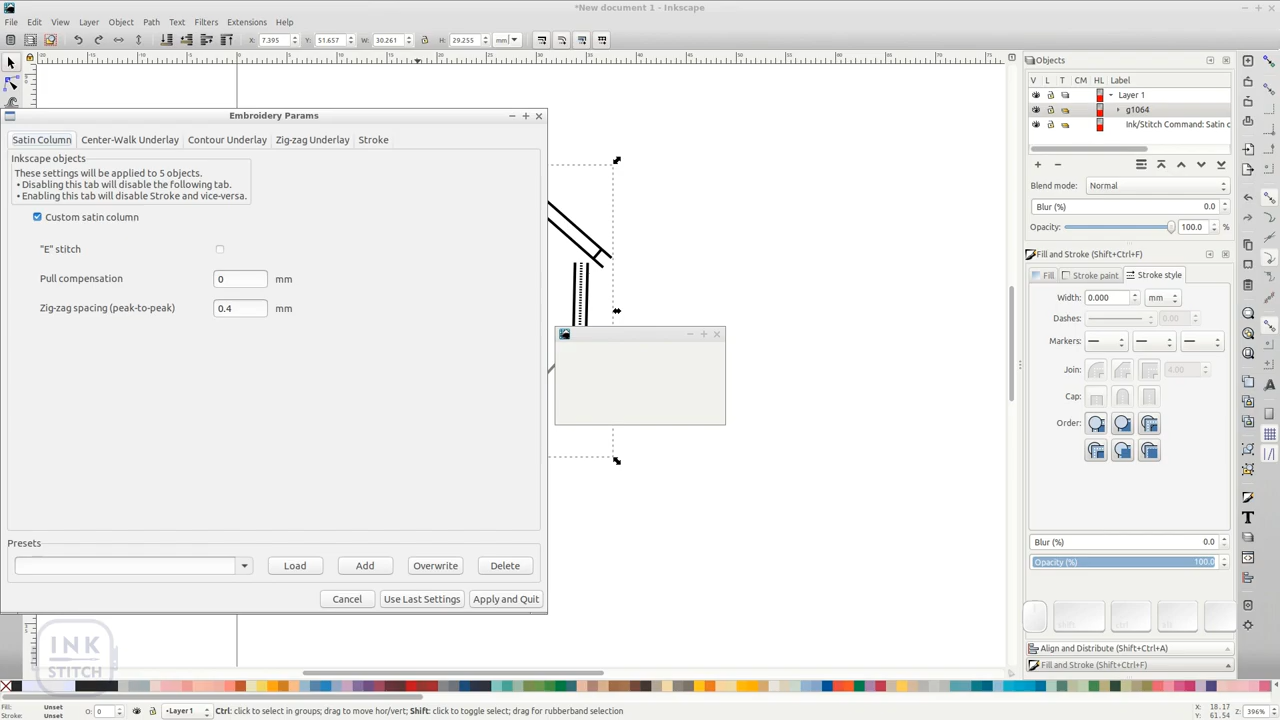 *New document 1 - Inkscape
File Edit View Layer Object Path Text Filters Extensions Help
X: 7.395 Y: 51.657 W: 30.261 H: 29.255 mm
Objects
V L T CM HL Label
Layer 1
g1064
Ink/Stitch Command: Satin c
Blend mode: Normal
Blur (%) 0.0
Opacity: 100.0 %
Fill and Stroke (Shift+Ctrl+F)
Fill Stroke paint Stroke style
Width: 0.000 mm
Dashes: 0.00
Markers:
Join: 4.00
Cap:
Order:
Blur (%) 0.0
Opacity (%) 100.0
shift ctrl alt
Align and Distribute (Shift+Ctrl+A)
Fill and Stroke (Shift+Ctrl+F)
Embroidery Params
Satin Column Center-Walk Underlay Contour Underlay Zig-zag Underlay Stroke
Inkscape objects
These settings will be applied to 5 objects.
• Disabling this tab will disable the following tab.
• Enabling this tab will disable Stroke and vice-versa.
Custom satin column
"E" stitch
Pull compensation 0 mm
Zig-zag spacing (peak-to-peak) 0.4 mm
Presets
Load Add Overwrite Delete
Cancel Use Last Settings Apply and Quit
INK
STITCH
Fill: Unset
Stroke: Unset
O: 0
Layer 1
Ctrl: click to select in groups; drag to move hor/vert; Shift: click to toggle select; drag for rubberband selection
X: 18.17
Y: 61.54
Z: 396%